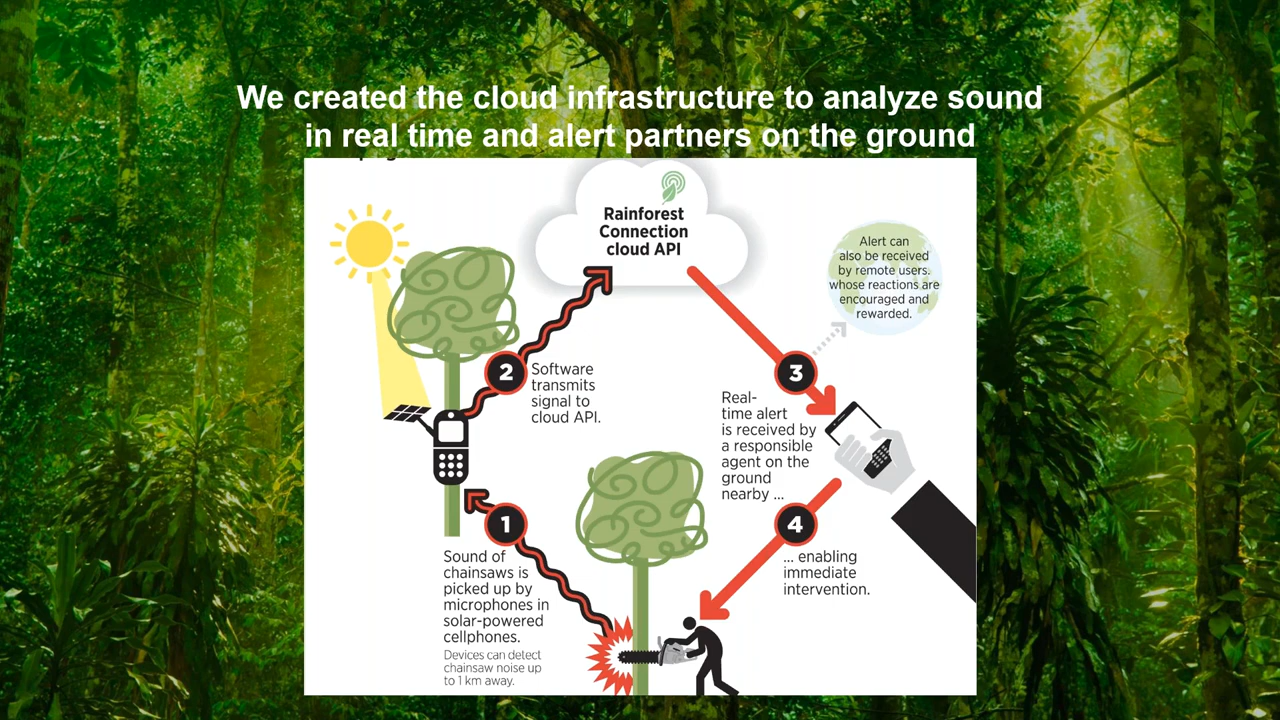 We created the cloud infrastructure to analyze sound
in real time and alert partners on the ground
Rainforest
Connection
cloud API
Alert can
also be received
by remote users.
whose reactions are
encouraged and
rewarded.
2
Software
transmits
signal to
cloud API.
3
Real-
time alert
is received by
a responsible
agent on the
ground
nearby ...
1
Sound of
chainsaws is
picked up by
microphones in
solar-powered
cellphones.
Devices can detect
chainsaw noise up
to 1 km away.
4
... enabling
immediate
intervention.